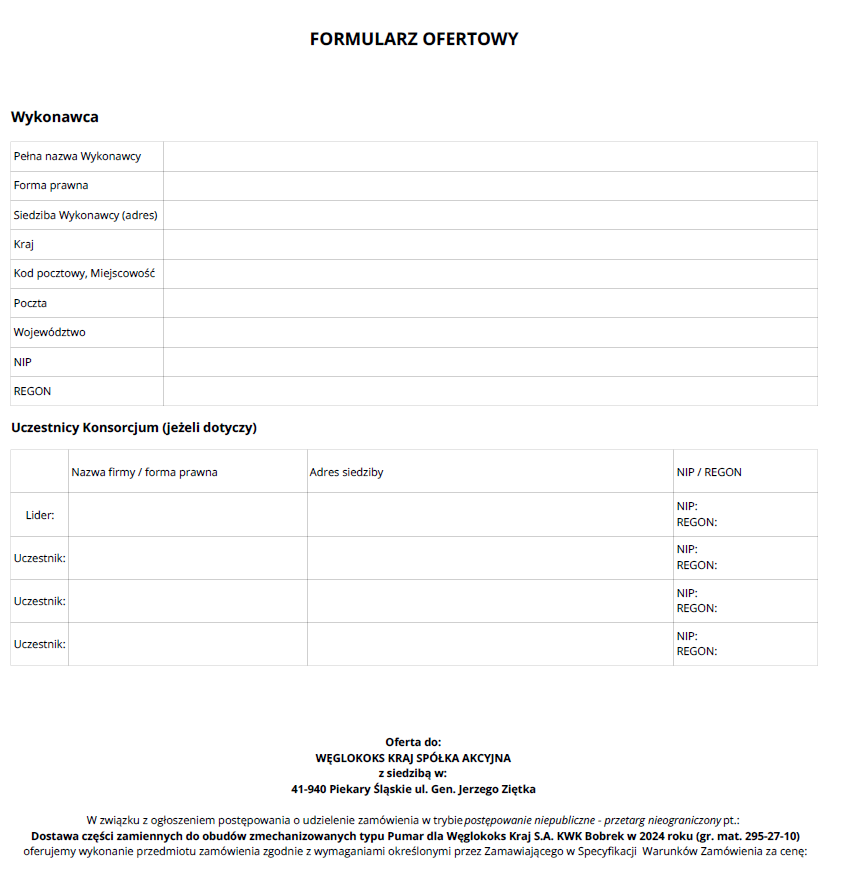 FORMULARZ OFERTOWY
Wykonawca
Pełna nazwa Wykonawcy
Forma prawna
Siedziba Wykonawcy (adres)
Kraj
Kod pocztowy, Miejscowość
Poczta
Województwo
NIP
REGON
Uczestnicy Konsorcjum (jeżeli dotyczy)
Nazwa firmy / forma prawna Adres siedziby NIP / REGON
Lider: NIP:
REGON:
Uczestnik: NIP:
REGON:
Uczestnik: NIP:
REGON:
Uczestnik: NIP:
REGON:
Oferta do:
WĘGLOKOKS KRAJ SPÓŁKA AKCYJNA
z siedzibą w:
41-940 Piekary Śląskie ul. Gen. Jerzego Ziętka
W związku z ogłoszeniem postępowania o udzielenie zamówienia w trybie postępowanie niepubliczne - przetarg nieograniczony pt.:
Dostawa części zamiennych do obudów zmechanizowanych typu Pumar dla Węglokoks Kraj S.A. KWK Bobrek w 2024 roku (gr. mat. 295-27-10)
oferujemy wykonanie przedmiotu zamówienia zgodnie z wymaganiami określonymi przez Zamawiającego w Specyfikacji Warunków Zamówienia za cenę: